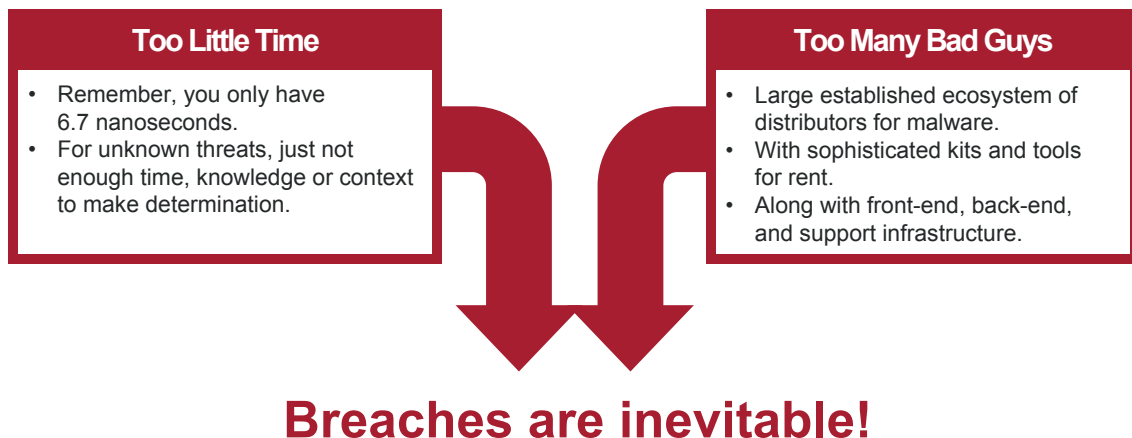 Too Little Time
• Remember, you only have
6.7 nanoseconds.
• For unknown threats, just not
enough time, knowledge or context
to make determination.
Too Many Bad Guys
• Large established ecosystem of
distributors for malware.
• With sophisticated kits and tools
for rent.
• Along with front-end, back-end,
and support infrastructure.
Breaches are inevitable!